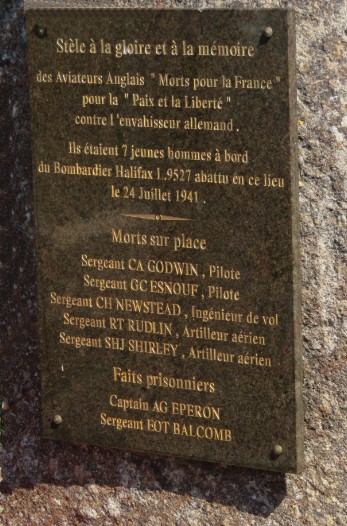 Stèle à la gloire et à la mémoire
des Aviateurs Anglais " Morts pour la France "
pour la " Paix et la Liberté "
contre l'envahisseur allemand .
Ils étaient 7 jeunes hommes à bord
du Bombardier Halifax L.9527 abattu en ce lieu
le 24 Juillet 1941 .
Morts sur place
Sergeant CA GODWIN , Pilote
Sergeant GC ESNOUF , Pilote
Sergeant CH NEWSTEAD , Ingénieur de vol
Sergeant RT RUDLIN , Artilleur aérien
Sergeant SHJ SHIRLEY , Artilleur aérien
Faits prisonniers
Captain AG EPERON
Sergeant EOT BALCOMB